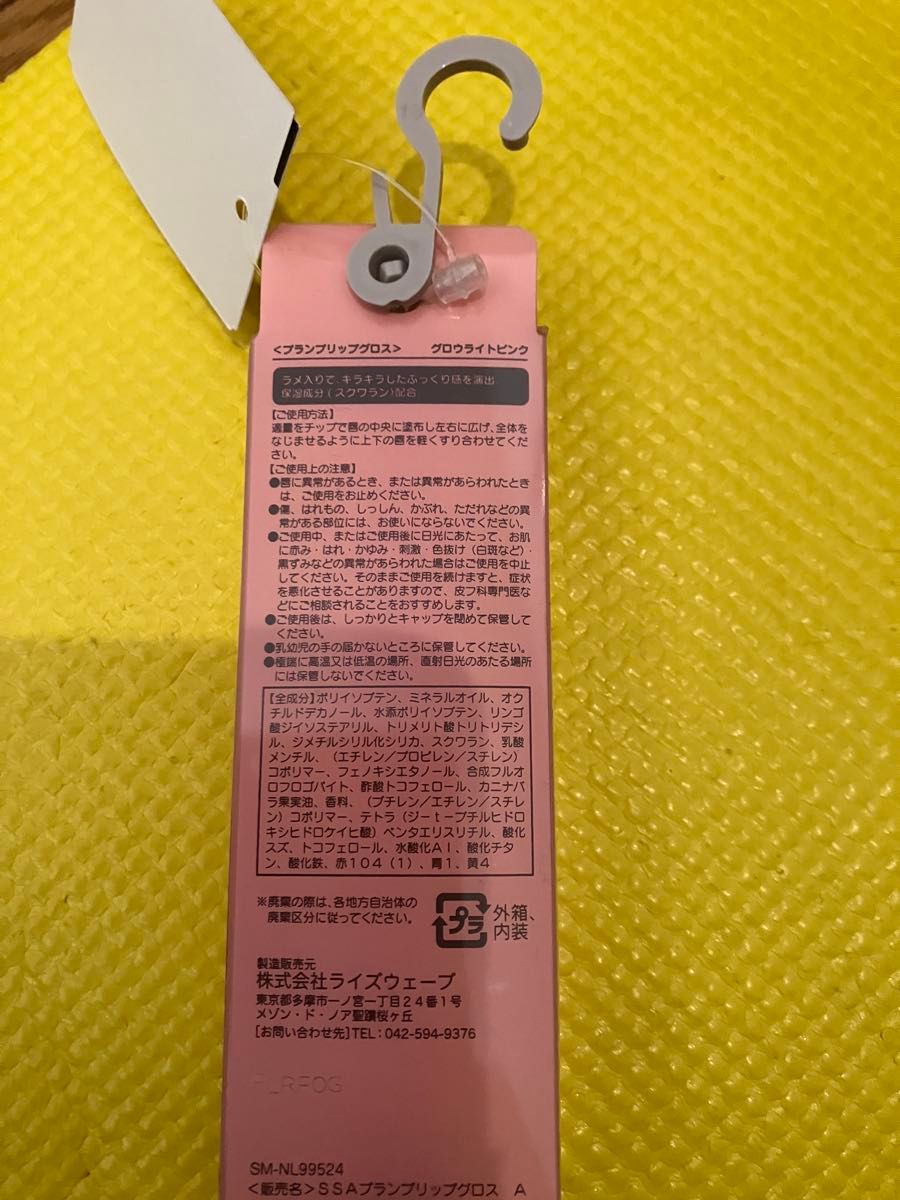 <プランプリップグロス> グロウライトピンク
ラメ入りで、キラキラしたふっくり感を演出
保湿成分(スクワラン)配合
【ご使用方法】
適量をチップで唇の中央に塗布し左右に広げ、全体を
なじませるように上下の唇を軽くすり合わせてくだ
さい。
【ご使用上の注意】
●唇に異常があるとき、または異常があらわれたとき
は、ご使用をお止めください。
●傷、はれもの、しっしん、かぶれ、ただれなどの異
常がある部位には、お使いにならないでください。
●ご使用中、またはご使用後に日光にあたって、お肌
に赤み・はれ・かゆみ・刺激・色抜け(白斑など)・
黒ずみなどの異常があらわれた場合はご使用を中止
してください。そのままご使用を続けますと、症状
を悪化させることがありますので、皮フ科専門医な
どにご相談されることをおすすめします。
●ご使用後は、しっかりとキャップを閉めて保管して
ください。
●乳幼児の手の届かないところに保管してください。
●極端に高温又は低温の場所、直射日光のあたる場所
には保管しないでください。
【全成分】ポリイソブテン、ミネラルオイル、オク
チルドデカノール、水添ポリイソブテン、リンゴ
酸ジイソステアリル、トリメリト酸トリトリデシ
ル、ジメチルシリル化シリカ、スクワラン、乳酸
メンチル、(エチレン/プロピレン/スチレン)
コポリマー、フェノキシエタノール、合成フルオ
ロフロゴパイト、酢酸トコフェロール、カニナバ
ラ果実油、香料、(ブチレン/エチレン/スチレ
ン)コポリマー、テトラ(ジーtーブチルヒドロ
キシヒドロケイヒ酸)ペンタエリスリチル、酸化
スズ、トコフェロール、水酸化Al、酸化チタ
ン、酸化鉄、赤104(1)、青1、黄4
※廃棄の際は、各地方自治体の
廃棄区分に従ってください。
プラ
外箱、
内装
製造販売元
株式会社ライズウェーブ
東京都多摩市一ノ宮一丁目24番1号
メゾン・ド・ノア聖蹟桜ヶ丘
[お問い合わせ先]TEL:042-594-9376
SM-NL99524
<販売名>SSAプランプリップグロス A